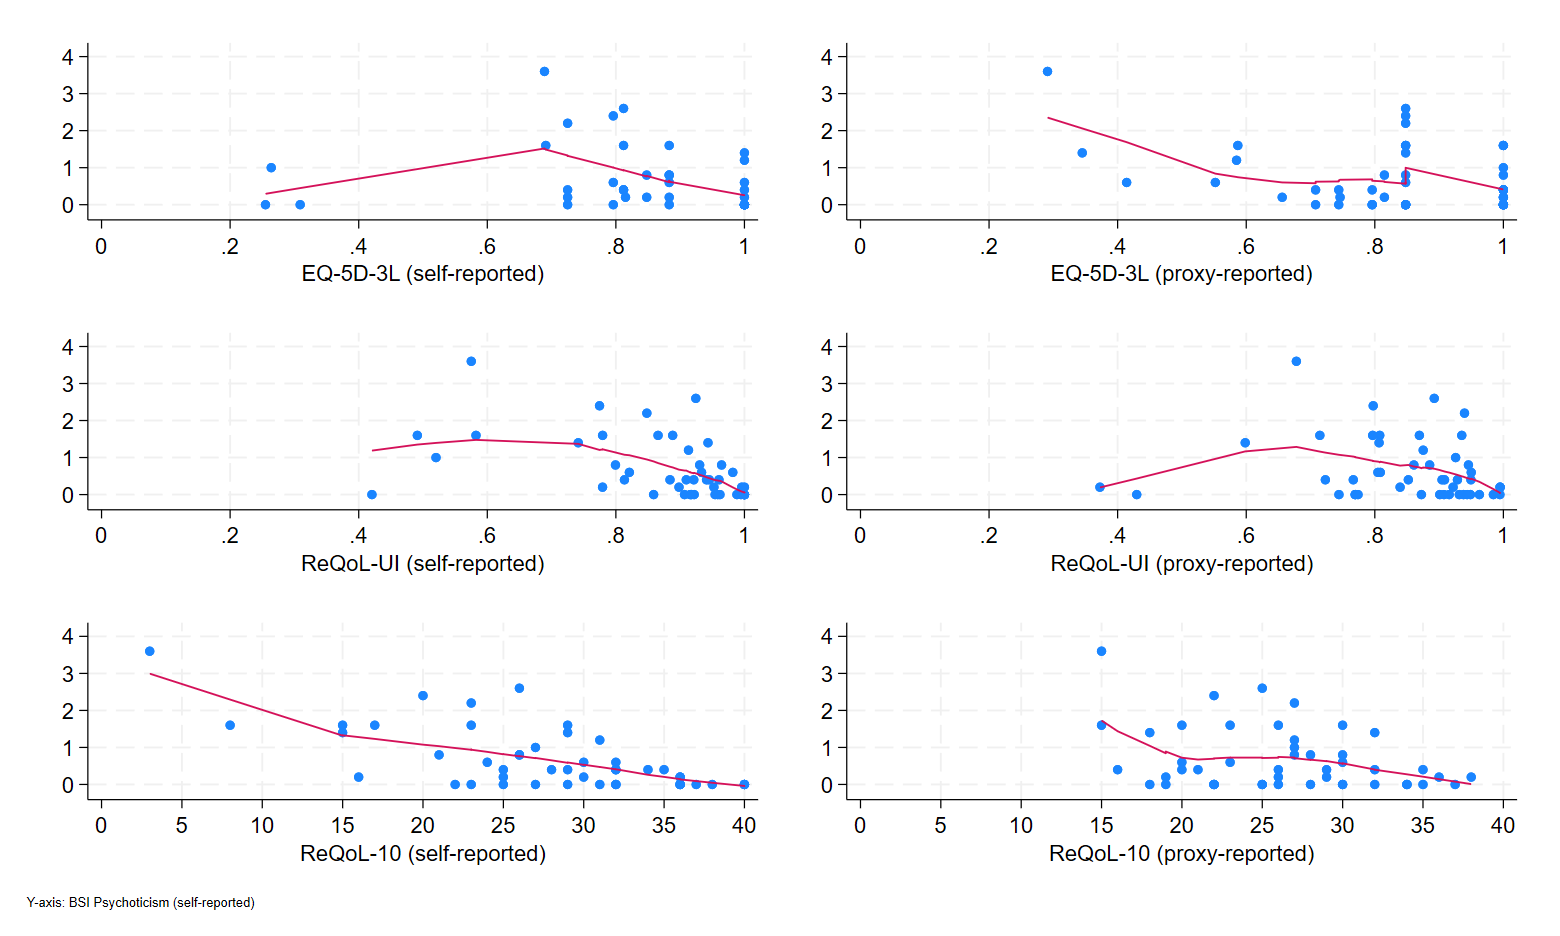 4
3
2
1
0
0 .2 .4 .6 .8 1
EQ-5D-3L (self-reported)
4
3
2
1
0
0 .2 .4 .6 .8 1
EQ-5D-3L (proxy-reported)
4
3
2
1
0
0 .2 .4 .6 .8 1
ReQoL-UI (self-reported)
4
3
2
1
0
0 .2 .4 .6 .8 1
ReQoL-UI (proxy-reported)
4
3
2
1
0
0 5 10 15 20 25 30 35 40
ReQoL-10 (self-reported)
4
3
2
1
0
0 5 10 15 20 25 30 35 40
ReQoL-10 (proxy-reported)
Y-axis: BSI Psychoticism (self-reported)